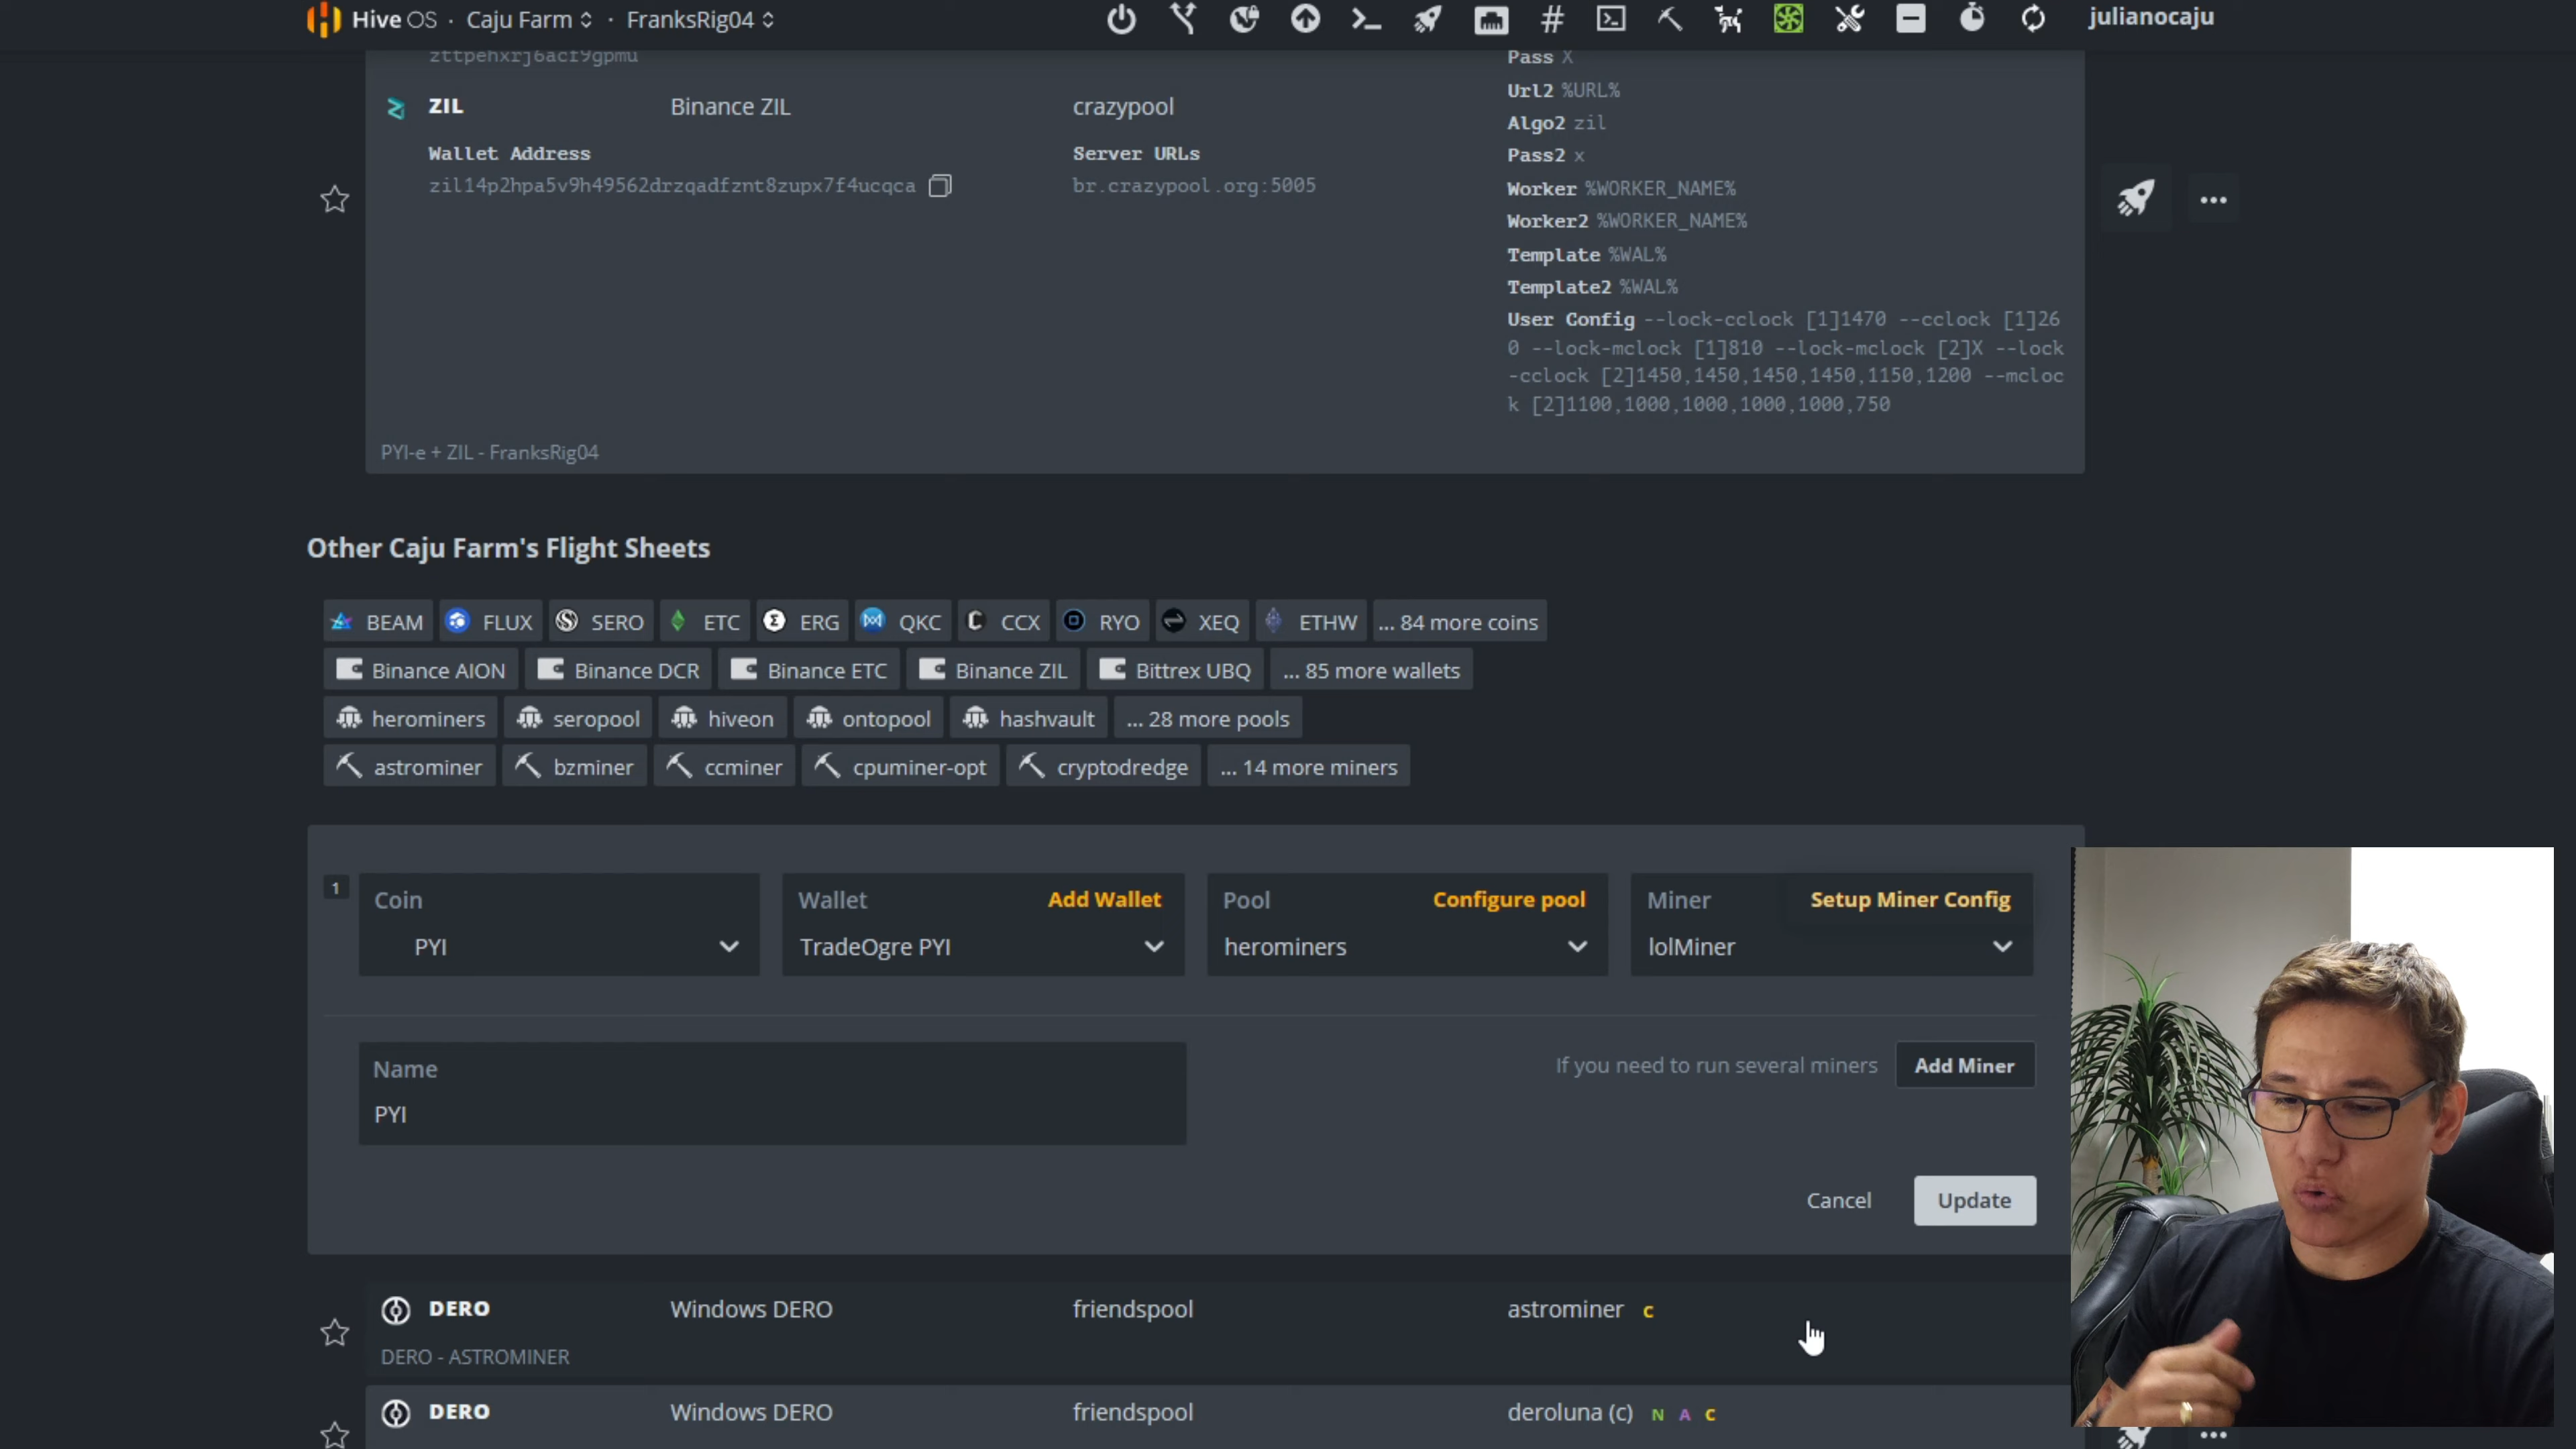 Hive OS · Caju Farm · FranksRig04
julianocaju
zttpehxrj6acf9gpmu
Pass X
Url2 %URL%
ZIL Binance ZIL crazypool
Algo2 zil
Wallet Address Server URLs
Pass2 x
zil14p2hpa5v9h49562drzqadfznt8zupx7f4ucqca br.crazypool.org:5005
Worker %WORKER_NAME%
Worker2 %WORKER_NAME%
Template %WAL%
Template2 %WAL%
User Config --lock-cclock [1]1470 --cclock [1]26
0 --lock-mclock [1]810 --lock-mclock [2]X --lock
-cclock [2]1450,1450,1450,1450,1150,1200 --mcloc
k [2]1100,1000,1000,1000,1000,750
PYI-e + ZIL - FranksRig04
Other Caju Farm's Flight Sheets
BEAM FLUX SERO ETC ERG QKC CCX RYO XEQ ETHW ... 84 more coins
Binance AION Binance DCR Binance ETC Binance ZIL Bittrex UBQ ... 85 more wallets
herominers seropool hiveon ontopool hashvault ... 28 more pools
astrominer bzminer ccminer cpuminer-opt cryptodredge ... 14 more miners
1 Coin Wallet Add Wallet Pool Configure pool Miner Setup Miner Config
PYI TradeOgre PYI herominers lolMiner
Name
If you need to run several miners Add Miner
PYI
Cancel Update
DERO Windows DERO friendspool astrominer C
DERO - ASTROMINER
DERO Windows DERO friendspool deroluna (c) N A C